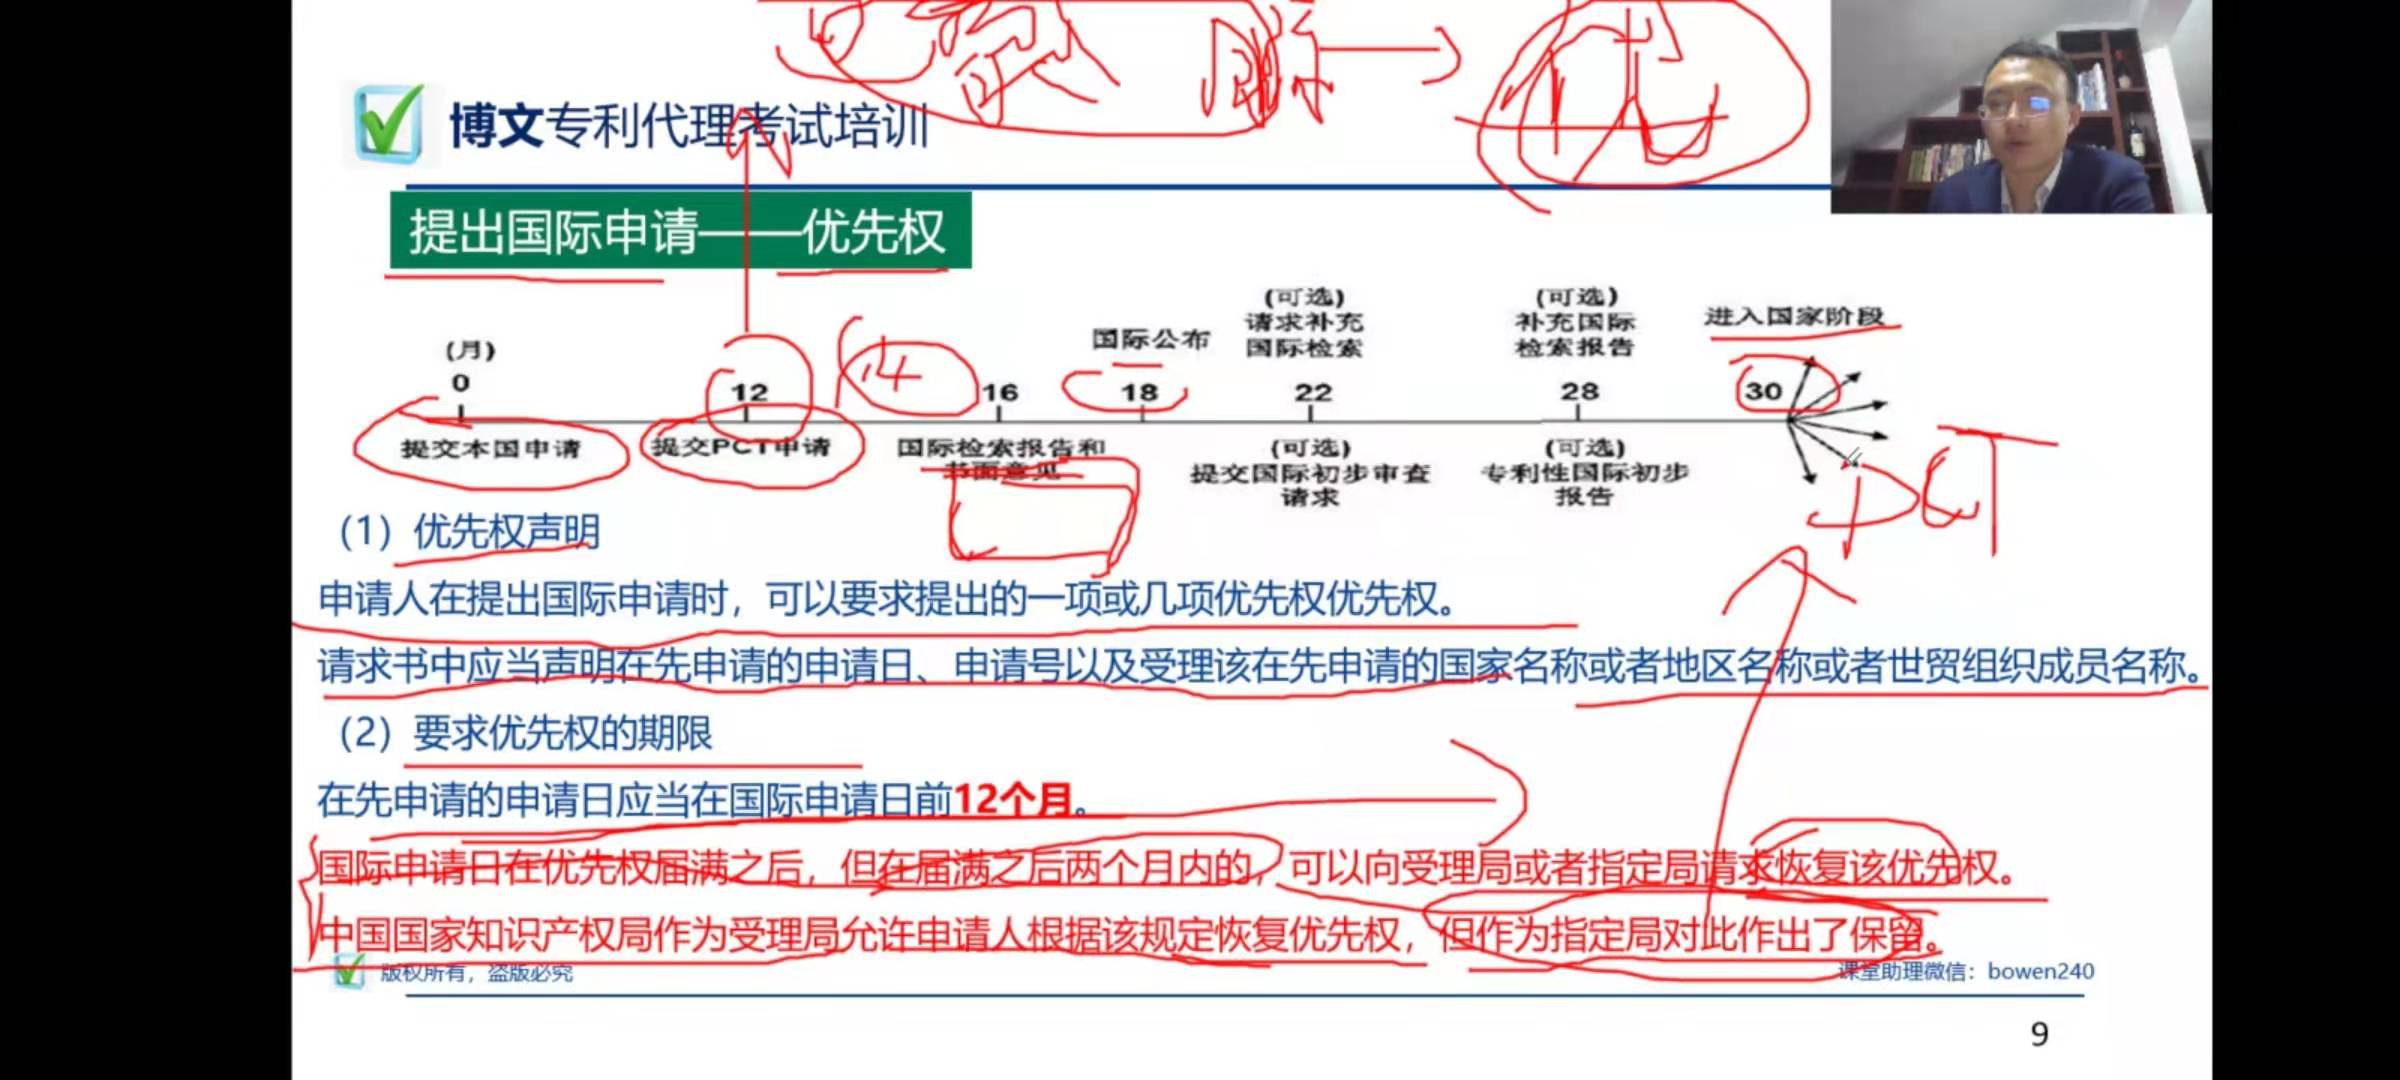 博文专利代理考试培训
提出国际申请——优先权
(月)
0
12
14
16
18
22
28
30
国际公布
(可选)
请求补充
国际检索
(可选)
补充国际
检索报告
进入国家阶段
提交本国申请
提交PCT申请
国际检索报告和
书面意见
(可选)
提交国际初步审查
请求
(可选)
专利性国际初步
报告
PCT
（1）优先权声明
申请人在提出国际申请时，可以要求提出的一项或几项优先权优先权。
请求书中应当声明在先申请的申请日、申请号以及受理该在先申请的国家名称或者地区名称或者世贸组织成员名称。
（2）要求优先权的期限
在先申请的申请日应当在国际申请日前12个月。
国际申请日在优先权届满之后，但在届满之后两个月内的，可以向受理局或者指定局请求恢复该优先权。
中国国家知识产权局作为受理局允许申请人根据该规定恢复优先权，但作为指定局对此作出了保留。
版权所有，盗版必究
课堂助理微信：bowen240
9